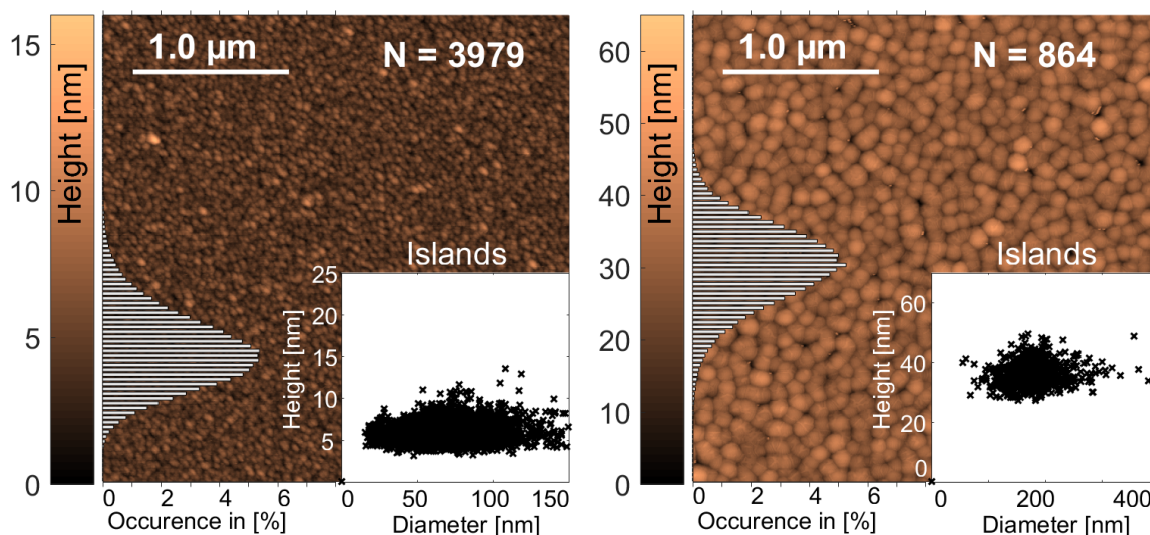 15
10
5
0
Height [nm]
1.0 µm
N = 3979
Islands
25
20
15
10
5
Height [nm]
0 50 100 150
Diameter [nm]
0 2 4 6
Occurence in [%]
60
50
40
30
20
10
0
Height [nm]
1.0 µm
N = 864
Islands
60
40
20
0
Height [nm]
0 200 400
Diameter [nm]
0 2 4 6
Occurence in [%]